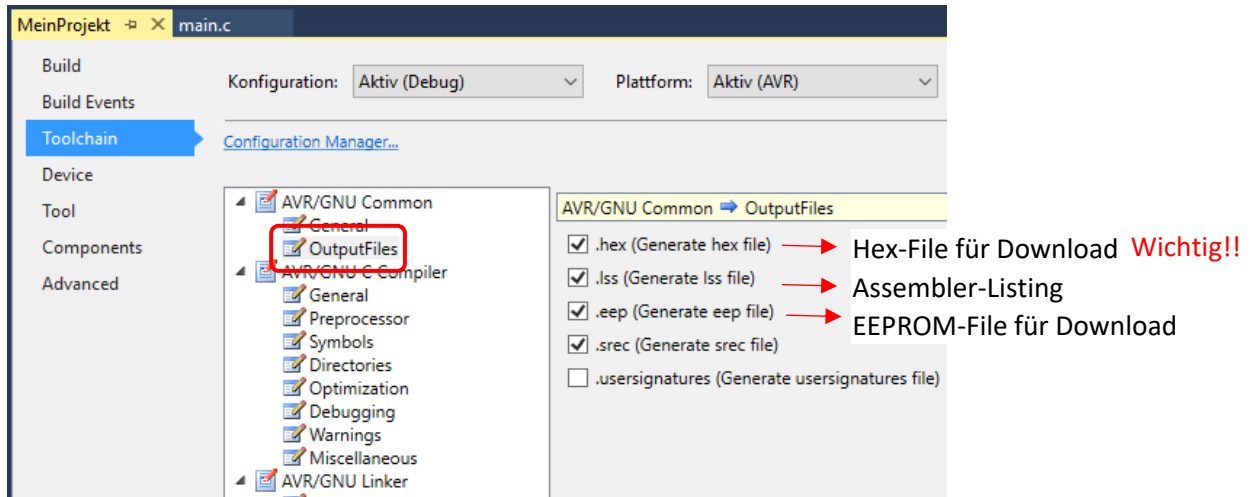 MeinProjekt main.c
Build
Build Events
Toolchain
Device
Tool
Components
Advanced
Konfiguration: Aktiv (Debug) Plattform: Aktiv (AVR)
Configuration Manager...
AVR/GNU Common
General
OutputFiles
AVR/GNU C Compiler
General
Preprocessor
Symbols
Directories
Optimization
Debugging
Warnings
Miscellaneous
AVR/GNU Linker
AVR/GNU Common OutputFiles
.hex (Generate hex file) Hex-File für Download Wichtig!!
.lss (Generate lss file) Assembler-Listing
.eep (Generate eep file) EEPROM-File für Download
.srec (Generate srec file)
.usersignatures (Generate usersignatures file)